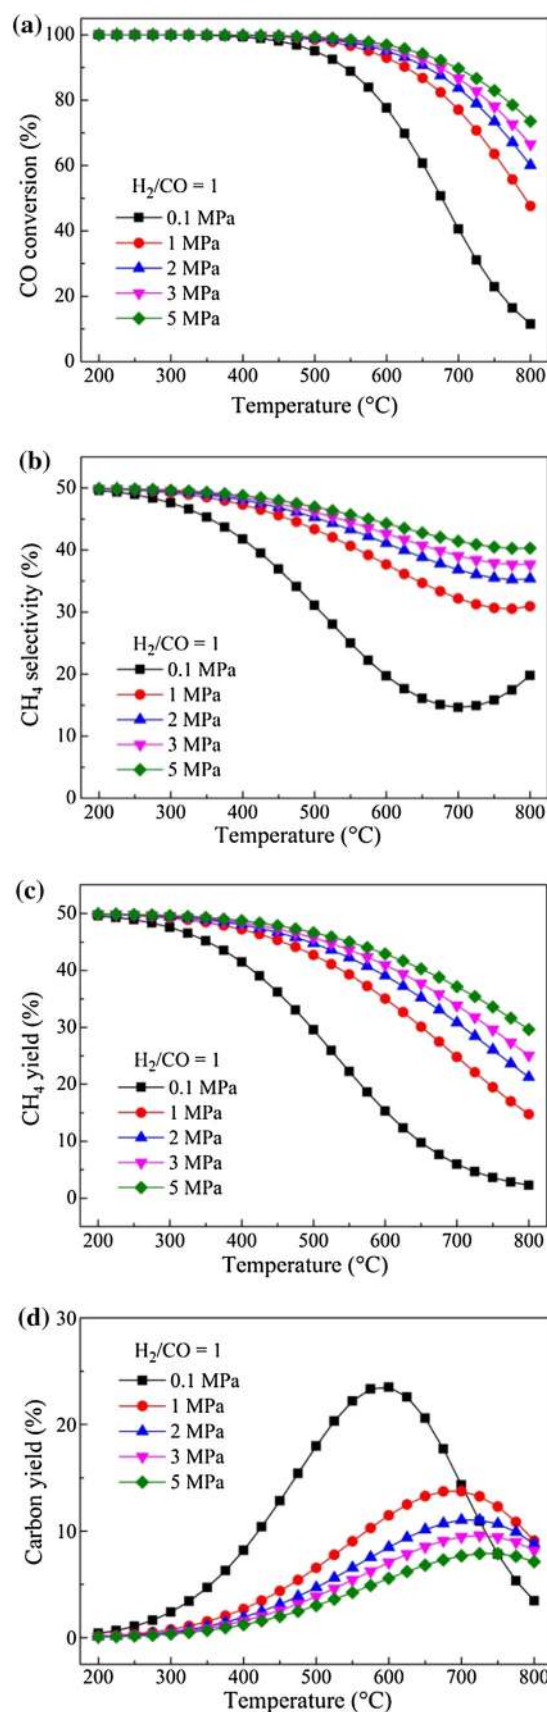 (a)
100
80
60
40
20
0
CO conversion (%)
H₂/CO = 1
0.1 MPa
1 MPa
2 MPa
3 MPa
5 MPa
200 300 400 500 600 700 800
Temperature (°C)
(b)
50
40
30
20
10
0
CH₄ selectivity (%)
H₂/CO = 1
0.1 MPa
1 MPa
2 MPa
3 MPa
5 MPa
200 300 400 500 600 700 800
Temperature (°C)
(c)
50
40
30
20
10
0
CH₄ yield (%)
H₂/CO = 1
0.1 MPa
1 MPa
2 MPa
3 MPa
5 MPa
200 300 400 500 600 700 800
Temperature (°C)
(d)
30
20
10
0
Carbon yield (%)
H₂/CO = 1
0.1 MPa
1 MPa
2 MPa
3 MPa
5 MPa
200 300 400 500 600 700 800
Temperature (°C)